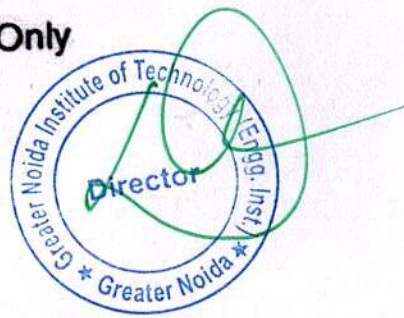 Only
Greater Noida Institute of Technology (Engg. Inst.)
Director
★ Greater Noida ★